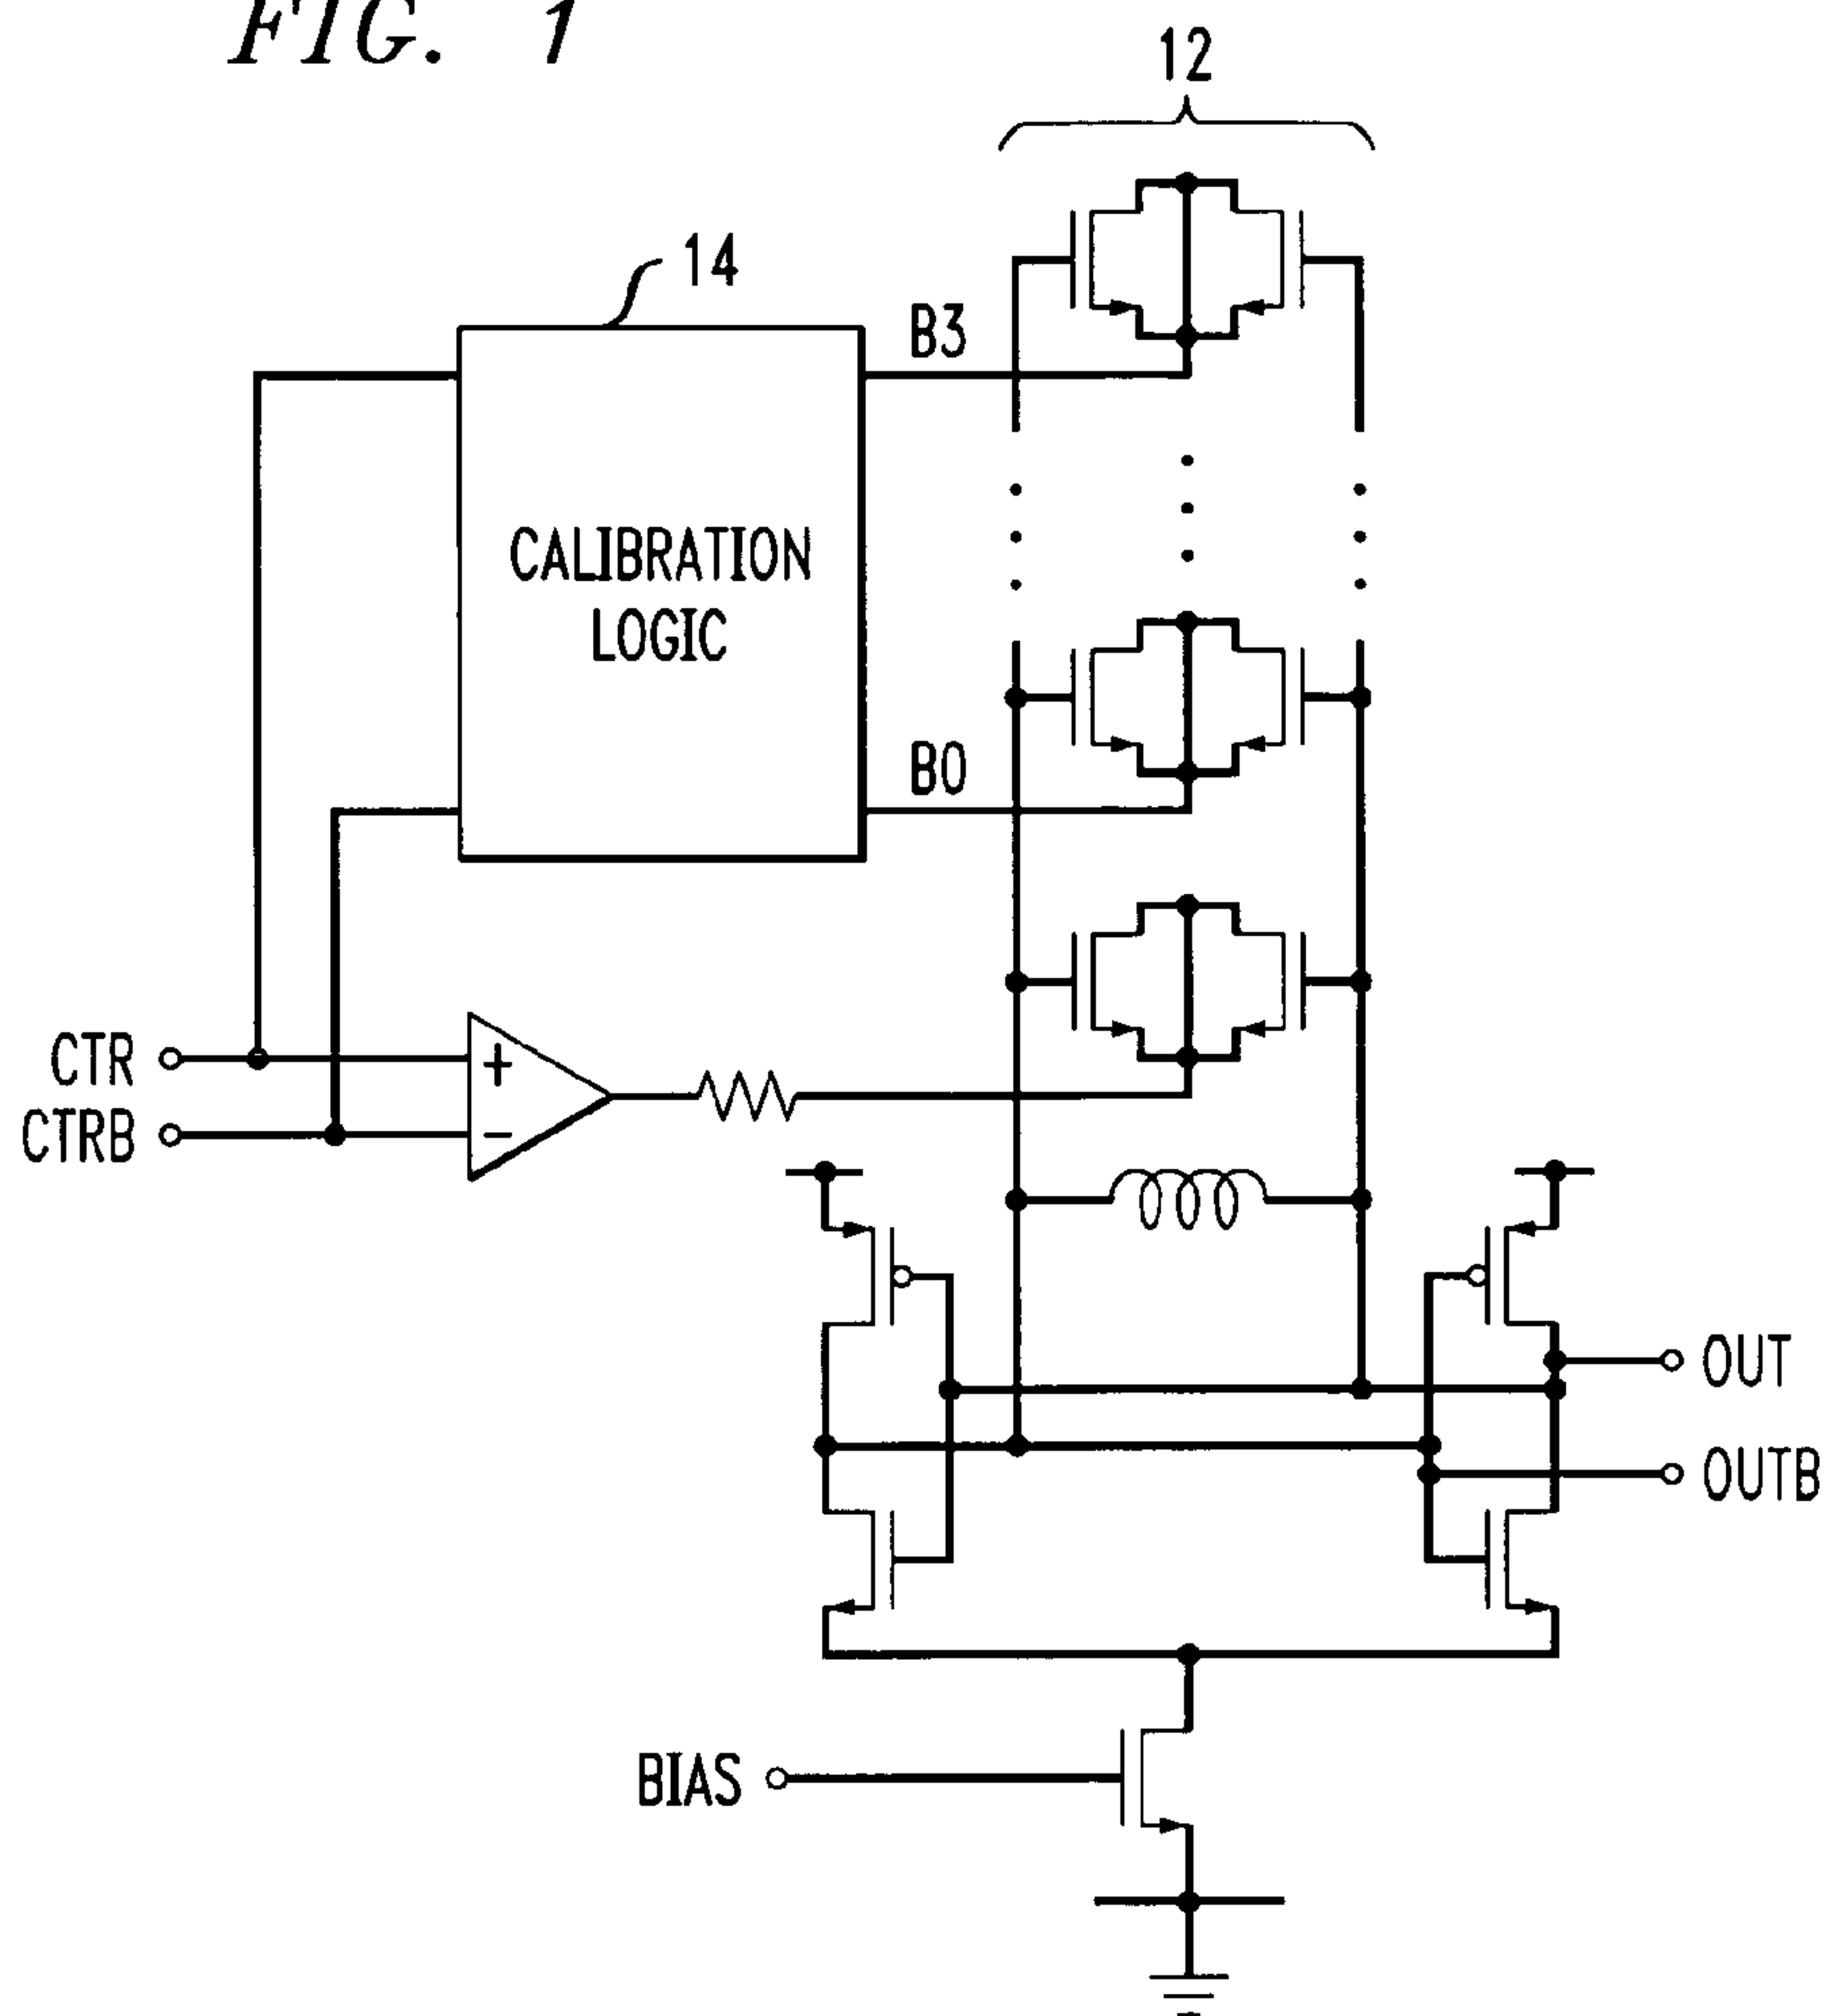 FIG. 1
12
14
B3
CALIBRATION
LOGIC
B0
CTR
+
CTRB
−
OUT
OUTB
BIAS